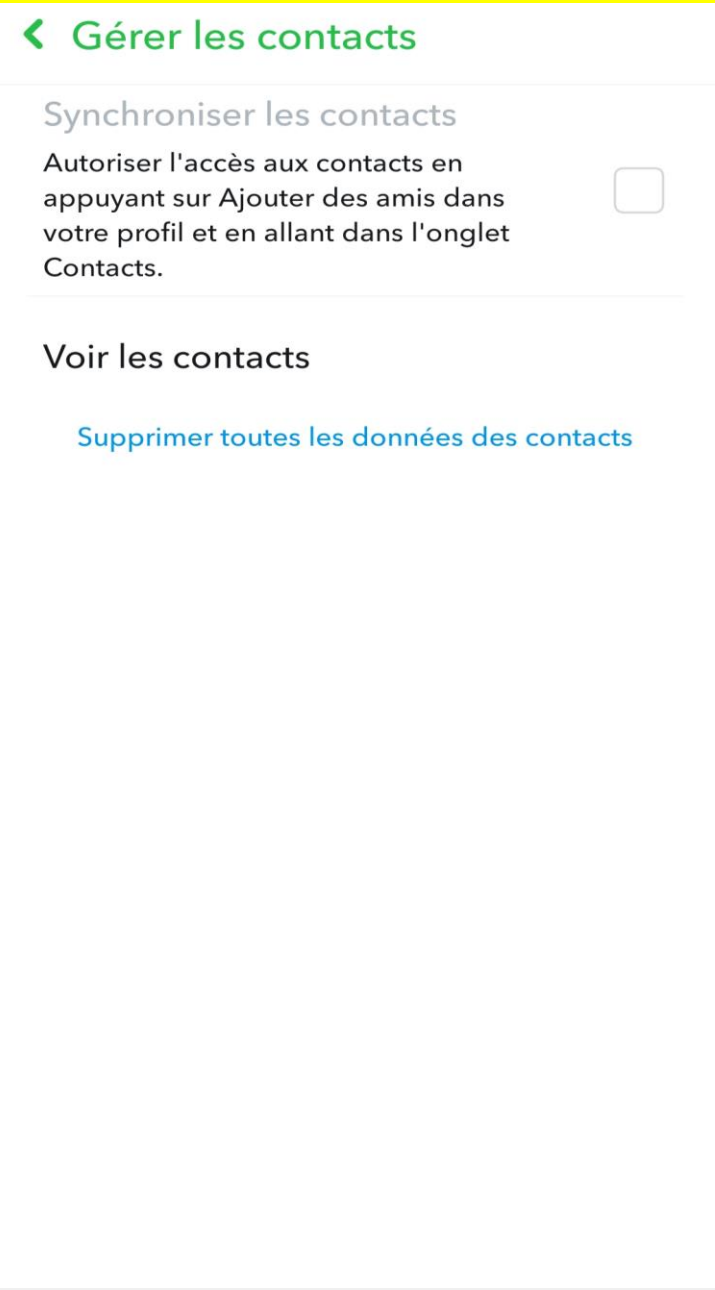 Gérer les contacts
Synchroniser les contacts
Autoriser l'accès aux contacts en
appuyant sur Ajouter des amis dans
votre profil et en allant dans l'onglet
Contacts.
Voir les contacts
Supprimer toutes les données des contacts